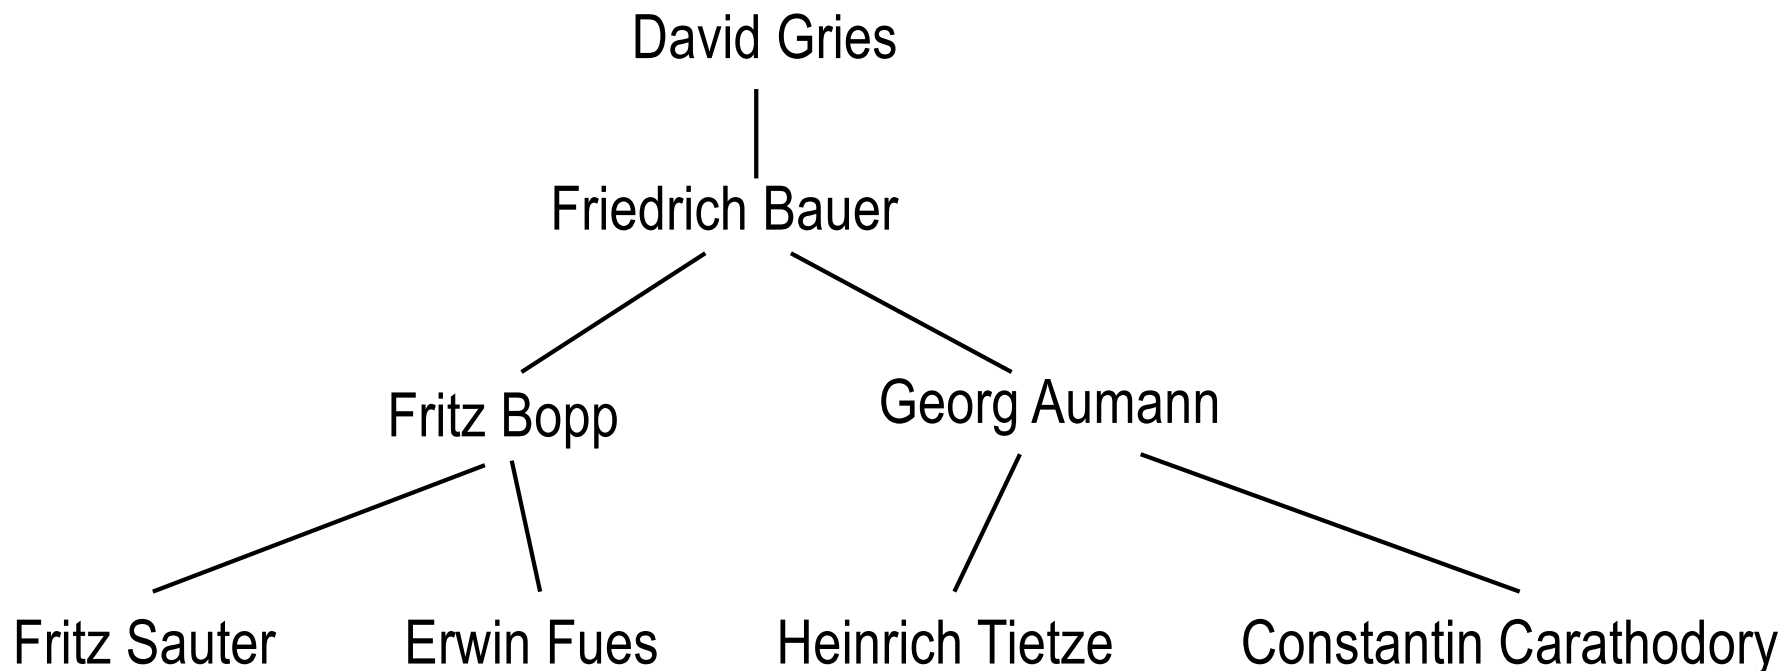 David Gries
Friedrich Bauer
Fritz Bopp
Georg Aumann
Fritz Sauter
Erwin Fues
Heinrich Tietze
Constantin Carathodory